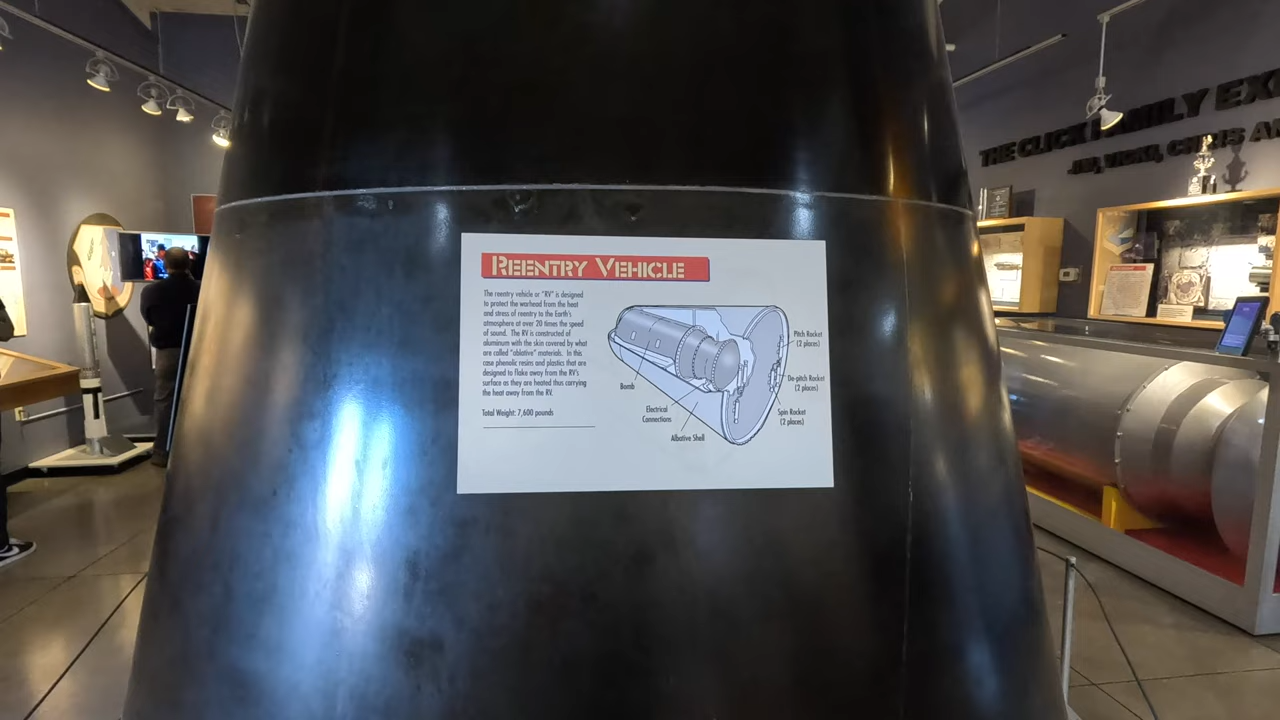 THE CLICK FAMILY EX
JIM, VICKI, CHRIS A
REENTRY VEHICLE
The reentry vehicle or "RV" is designed
to protect the warhead from the heat
and stress of reentry to the Earth's
atmosphere at over 20 times the speed
of sound. The RV is constructed of
aluminum with the skin covered by what
are called "ablative" materials. In this
case phenolic resins and plastics that are
designed to flake away from the RV's
surface as they are heated thus carrying
the heat away from the RV.
Total Weight: 7,600 pounds
Pitch Rocket
(2 places)
De-pitch Rocket
(2 places)
Spin Rocket
(2 places)
Bomb
Electrical
Connections
Albative Shell